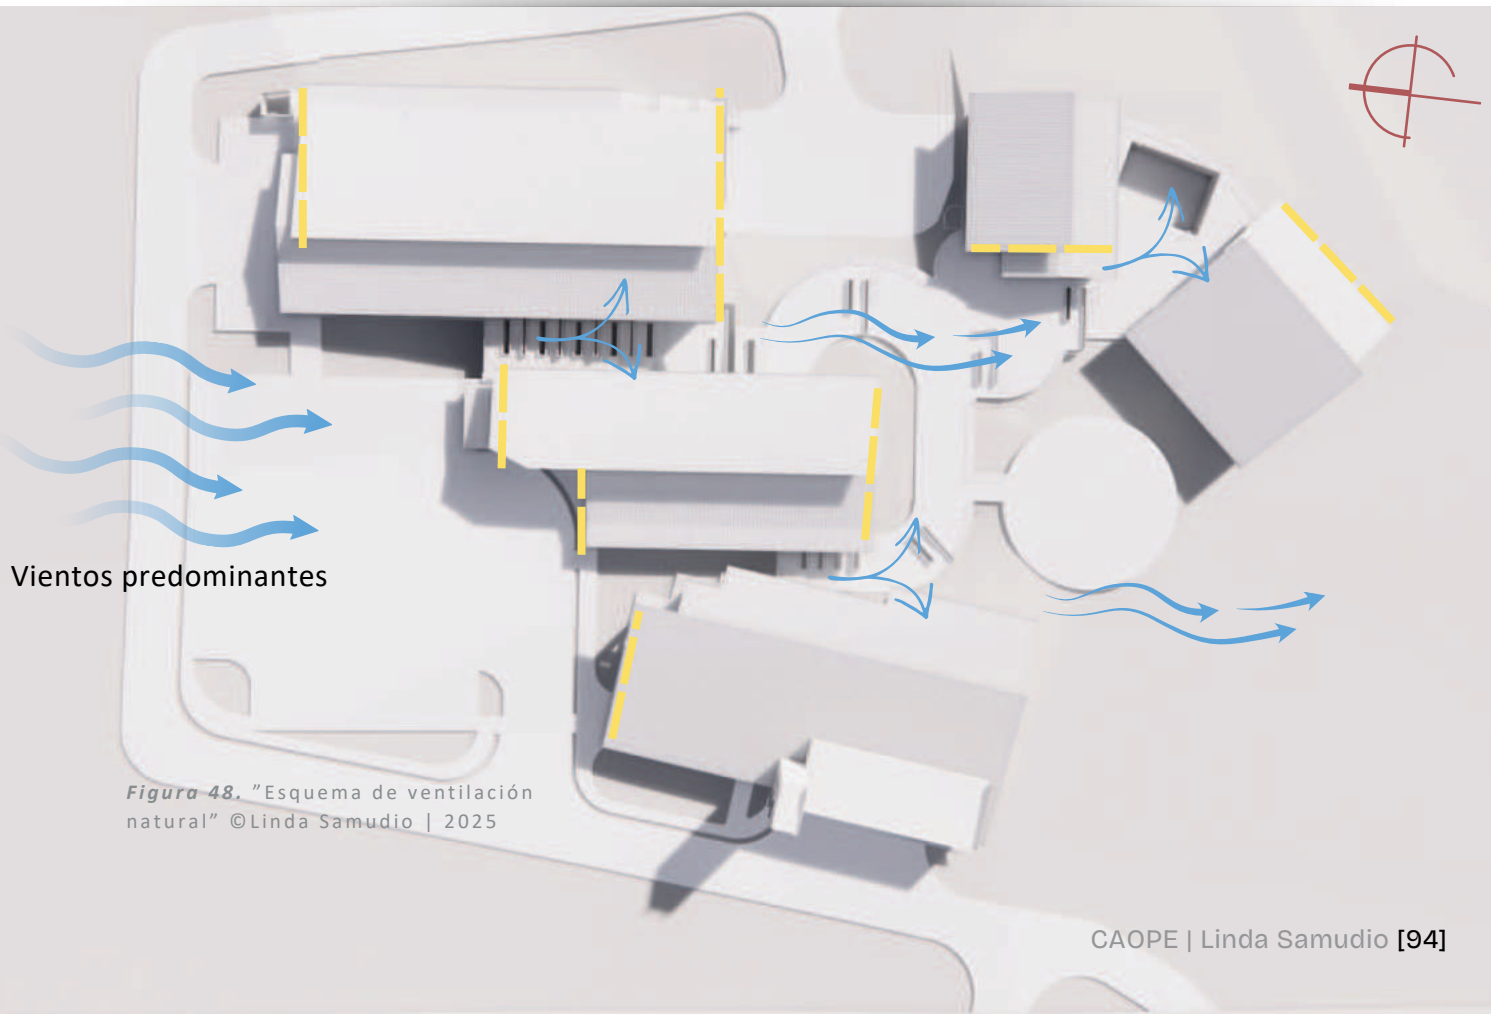 Vientos predominantes
Figura 48. "Esquema de ventilación
natural" ©Linda Samudio | 2025
CAOPE | Linda Samudio [94]